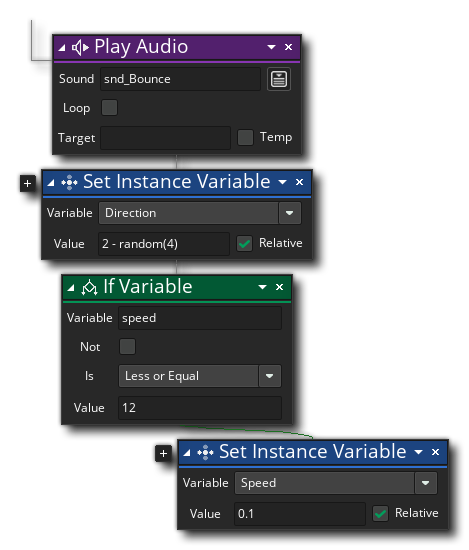 Play Audio
Sound snd_Bounce
Loop
Target Temp
Set Instance Variable
Variable Direction
Value 2 - random(4) Relative
If Variable
Variable speed
Not
Is Less or Equal
Value 12
Set Instance Variable
Variable Speed
Value 0.1 Relative